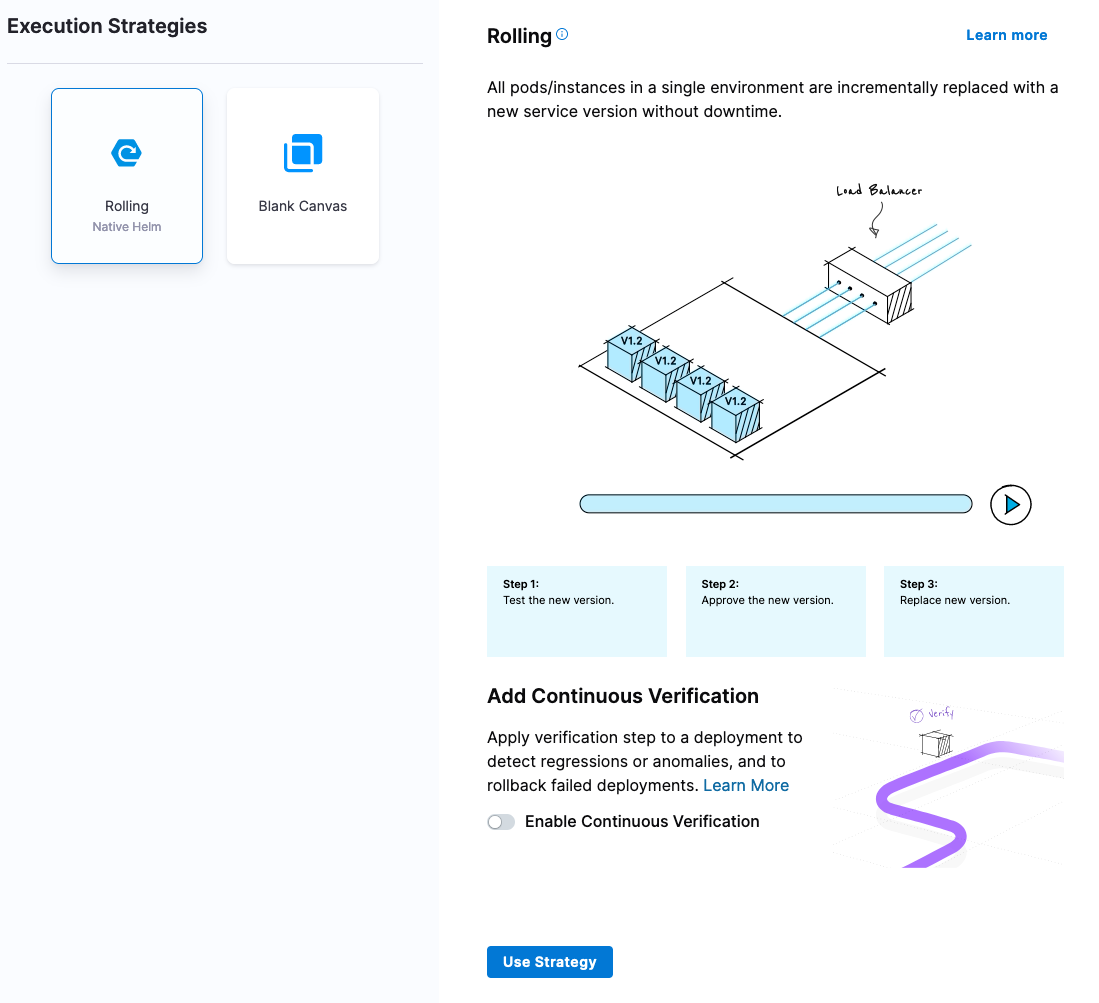 Execution Strategies
Rolling
Native Helm
Blank Canvas
Rolling
Learn more
All pods/instances in a single environment are incrementally replaced with a
new service version without downtime.
Load Balancer
V1.2
V1.2
V1.2
V1.2
Step 1:
Test the new version.
Step 2:
Approve the new version.
Step 3:
Replace new version.
Add Continuous Verification
Apply verification step to a deployment to
detect regressions or anomalies, and to
rollback failed deployments. Learn More
Enable Continuous Verification
Verify
Use Strategy